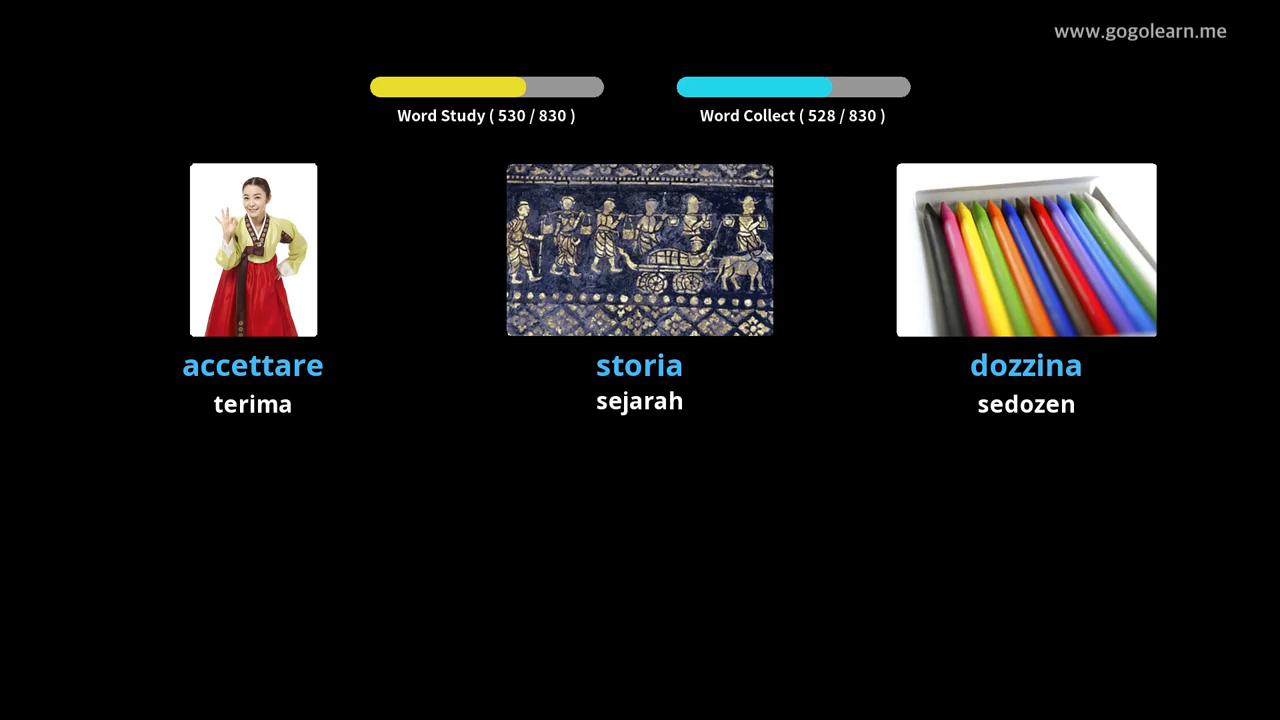 www.gogolearn.me
Word Study ( 530 / 830 )
Word Collect ( 528 / 830 )
accettare
terima
storia
sejarah
dozzina
sedozen